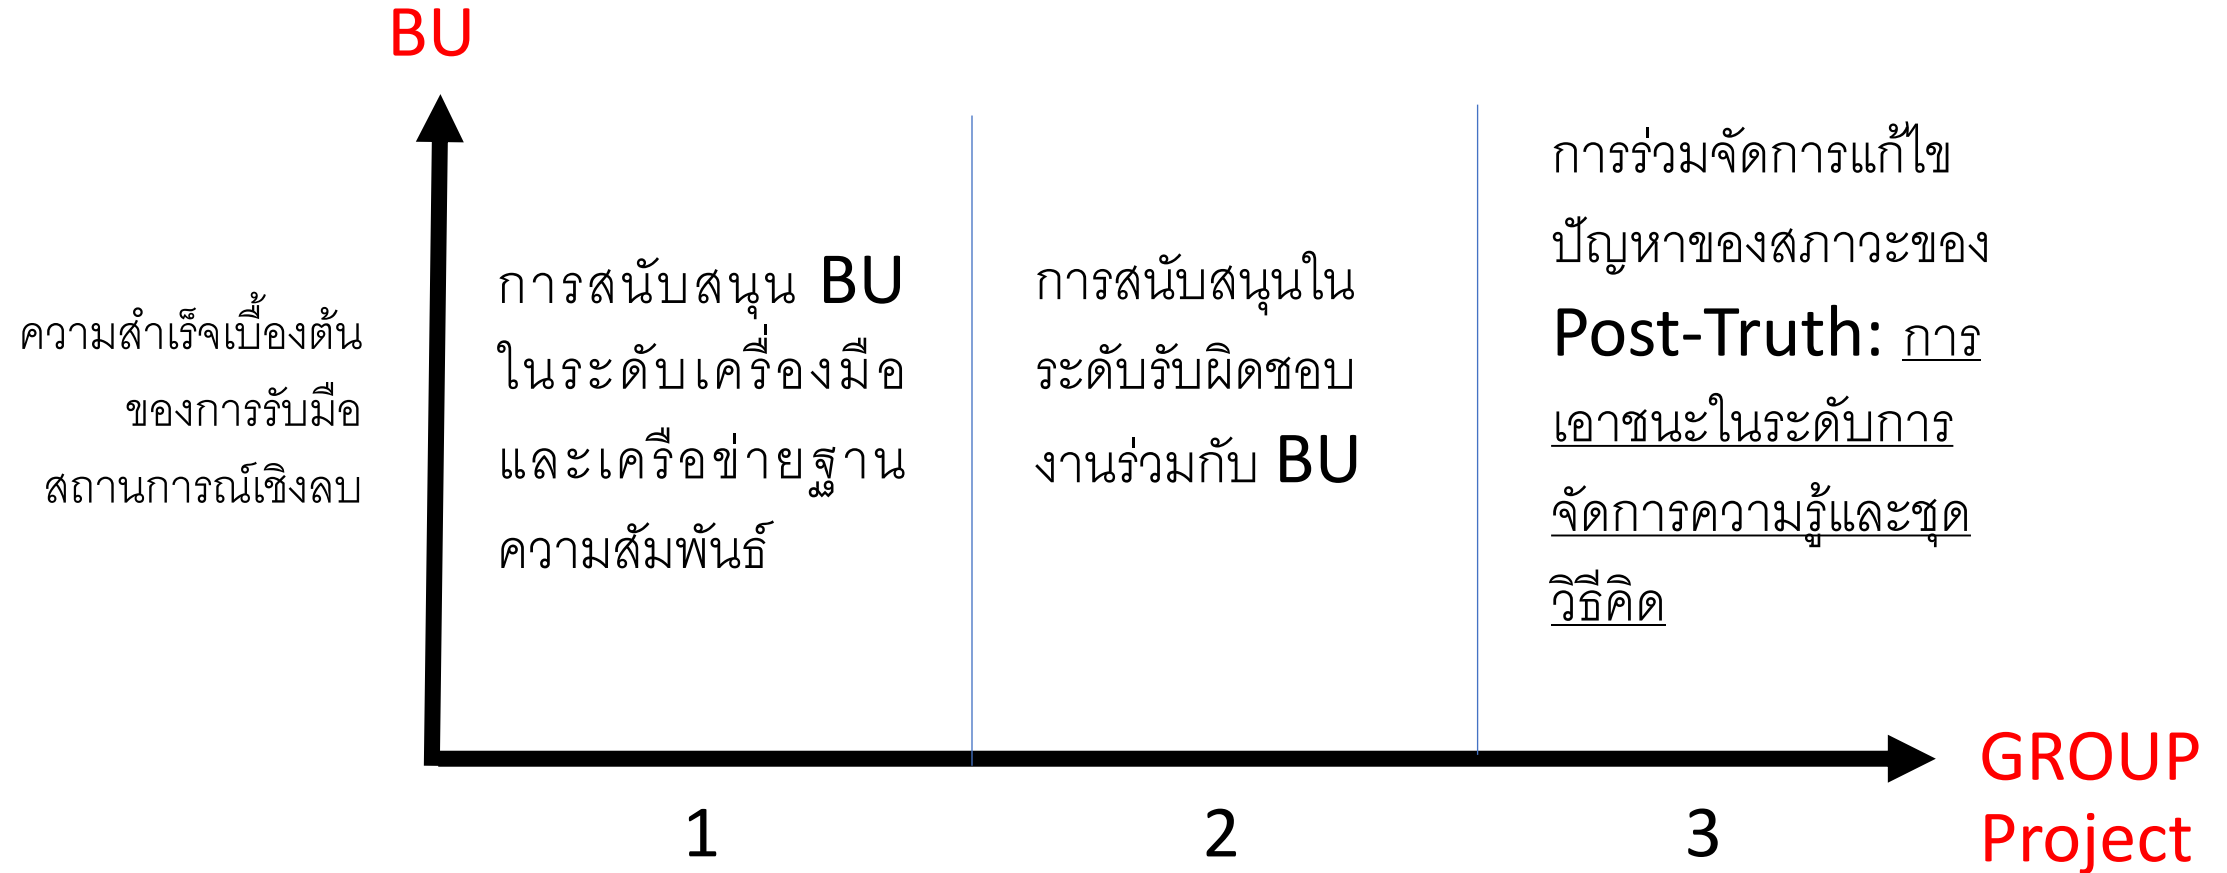 BU
ความสำเร็จเบื้องต้น
ของการรับมือ
สถานการณ์เชิงลบ
การสนับสนุน BU
ในระดับเครื่องมือ
และเครือข่ายฐาน
ความสัมพันธ์
การสนับสนุนใน
ระดับรับผิดชอบ
งานร่วมกับ BU
การร่วมจัดการแก้ไข
ปัญหาของสภาวะของ
Post-Truth: การ
เอาชนะในระดับการ
จัดการความรู้และชุด
วิธีคิด
1
2
3
GROUP
Project